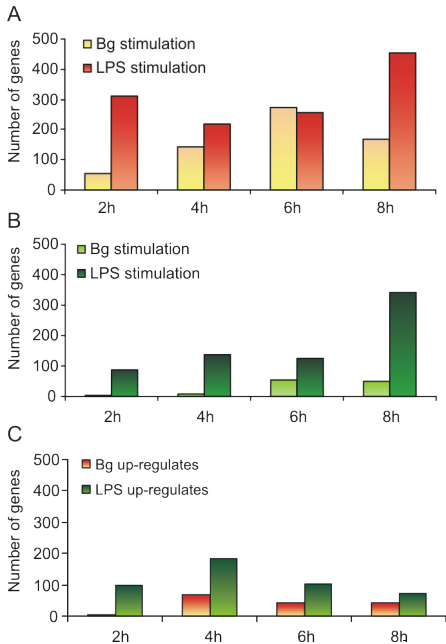 A
Number of genes
500
400
300
200
100
0
Bg stimulation
LPS stimulation
2h 4h 6h 8h
B
Number of genes
500
400
300
200
100
0
Bg stimulation
LPS stimulation
2h 4h 6h 8h
C
Number of genes
500
400
300
200
100
0
Bg up-regulates
LPS up-regulates
2h 4h 6h 8h